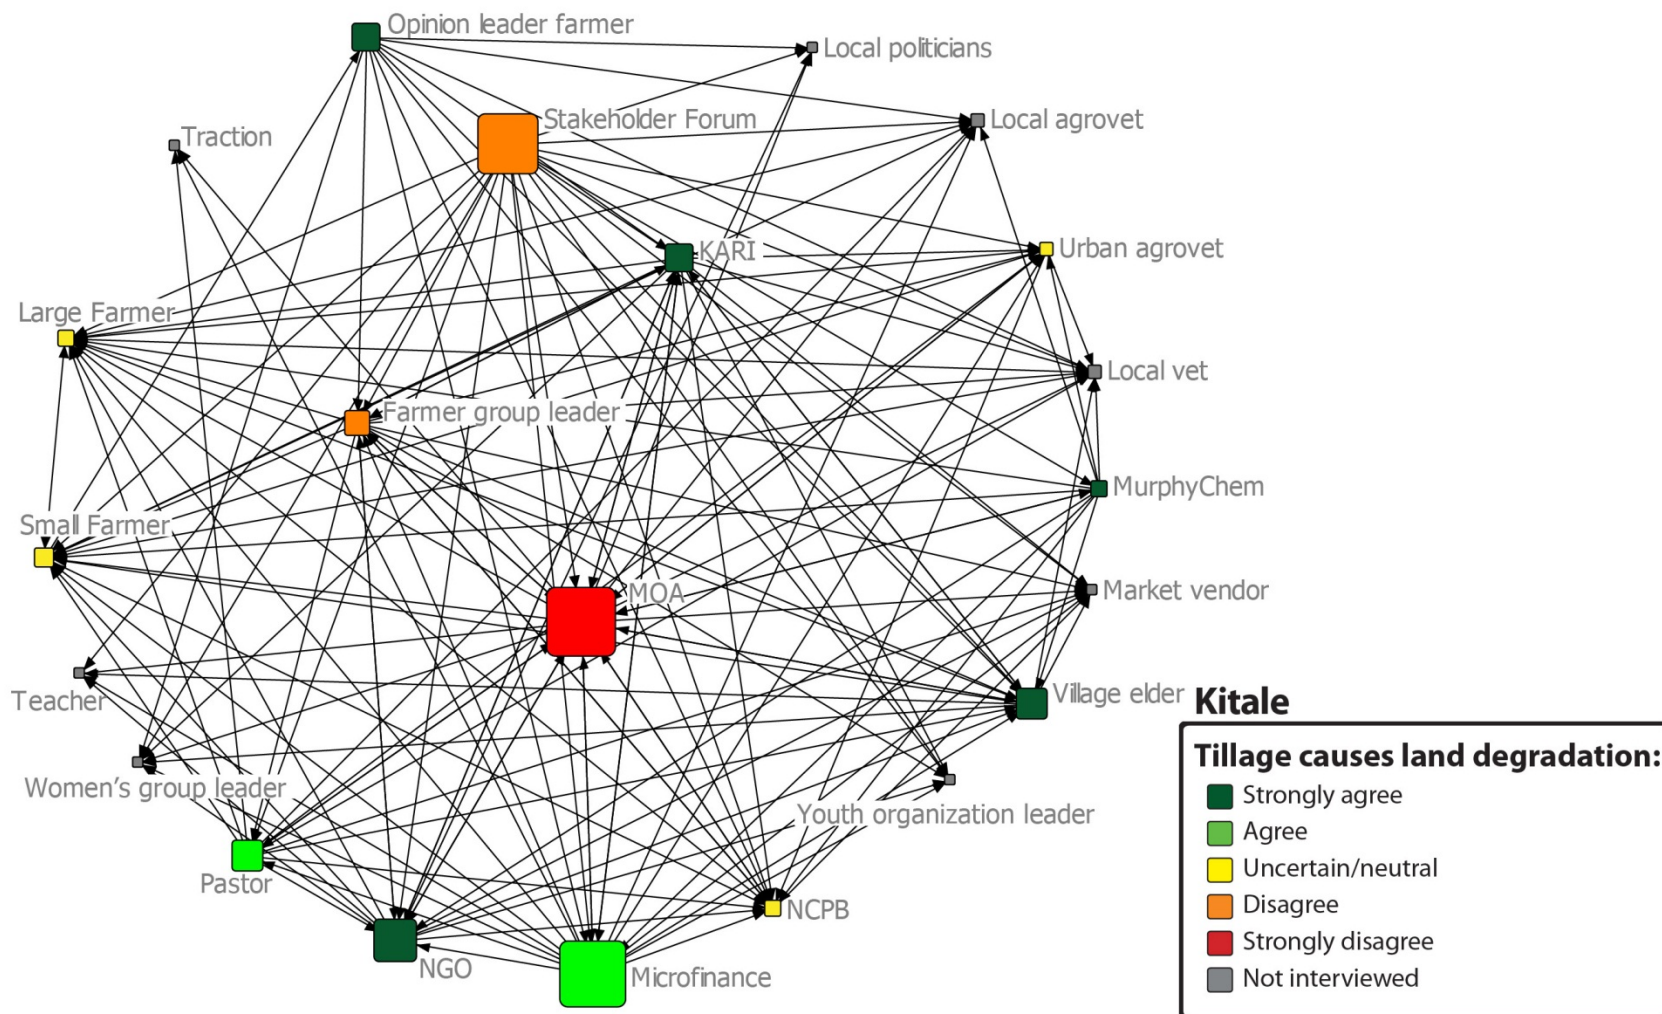 Opinion leader farmer
Local politicians
Stakeholder Forum
Local agrovet
Traction
KARI
Urban agrovet
Large Farmer
Local vet
Farmer group leader
MurphyChem
Small Farmer
MOA
Market vendor
Teacher
Village elder
Women's group leader
Youth organization leader
Pastor
NCPB
NGO
Microfinance
Kitale
Tillage causes land degradation:
Strongly agree
Agree
Uncertain/neutral
Disagree
Strongly disagree
Not interviewed